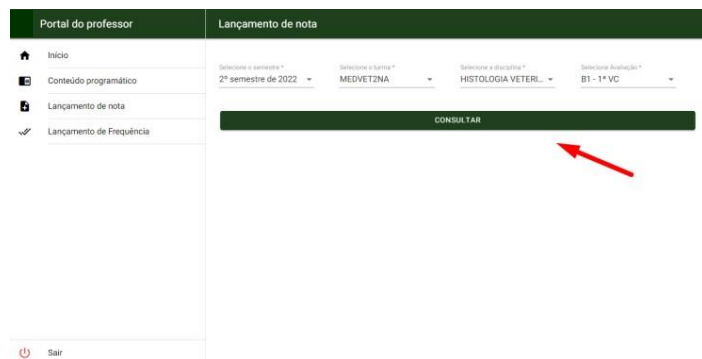 Portal do professor
Lançamento de nota
Início
Conteúdo programático
Lançamento de nota
Lançamento de Frequência
Selecione o semestre *
Selecione o turma *
Selecione a disciplina *
Selecione Avaliação *
2º semestre de 2022
MEDVET2NA
HISTOLOGIA VETERI...
B1 - 1ª VC
CONSULTAR
Sair